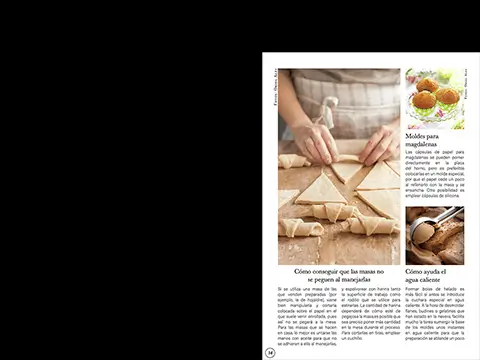 Moldes para
magdalenas
Las cápsulas de papel para
magdalenas se pueden poner
directamente en la placa
del horno, pero es preferible
colocarlas en un molde especial,
por que el papel cede un poco
al rellenarlo con la masa y se
ensancha. Otra posibilidad es
emplear cápsulas de silicona.
Cómo conseguir que las masas no
se peguen al manejarlas
Si se utiliza una masa de las
que venden preparadas (por
ejemplo, la de hojaldre), viene
bien manipularla y cortarla
colocada sobre el papel en el
que suele venir enrollada, pues
así no se pegará a la mesa.
Para las masas que se hacen
en casa, lo mejor es untarse las
manos con aceite para que no
se adhieran a ellas al manejarlas,
y espolvorear con harina tanto
la superficie de trabajo como
el rodillo que se utilice para
estirarlas. La cantidad de harina
dependerá de cómo esté de
pegajosa la masa; es posible que
sea preciso poner más cantidad
en la mesa durante el proceso.
Para cortarlas en tiras, emplear
un cuchillo
Cómo ayuda el
agua caliente
Formar bolas de helado es
más fácil si antes se introduce
la cuchara especial en agua
caliente. A la hora de desmoldar
flanes, budines y gelatinas que
han estado en la nevera facilita
mucho la tarea sumergir la base
de los moldes unos instantes
en agua caliente para que la
preparación se ablande un poco.
14